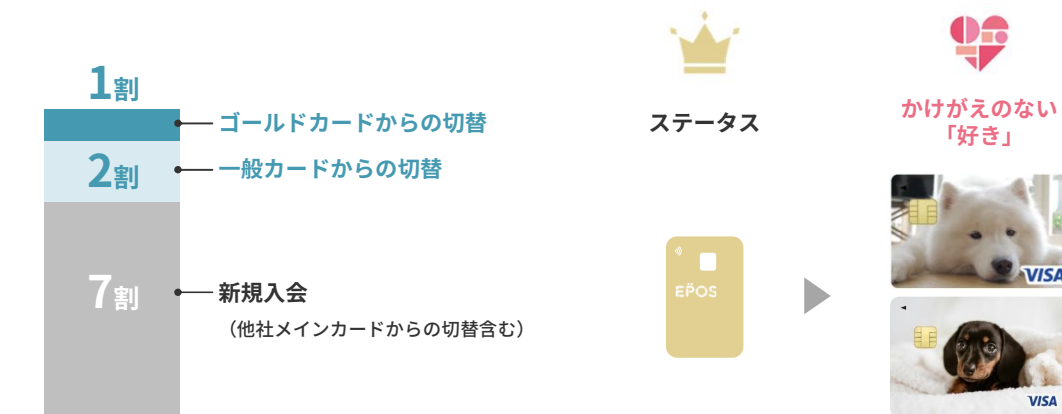 1割
ゴールドカードからの切替
2割
一般カードからの切替
7割
新規入会
（他社メインカードからの切替含む）
ステータス
EPOS
かけがえのない
「好き」
VISA
VISA